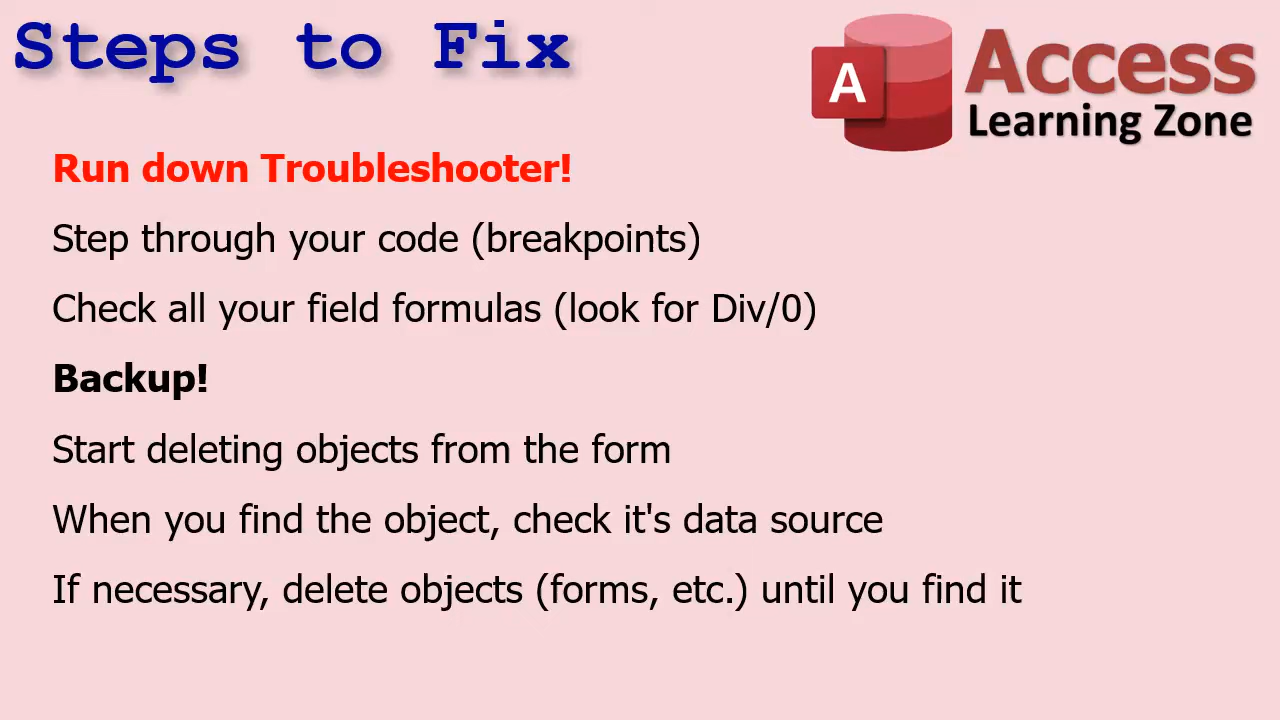 Steps to Fix
A
Access
Learning Zone
Run down Troubleshooter!
Step through your code (breakpoints)
Check all your field formulas (look for Div/0)
Backup!
Start deleting objects from the form
When you find the object, check it's data source
If necessary, delete objects (forms, etc.) until you find it